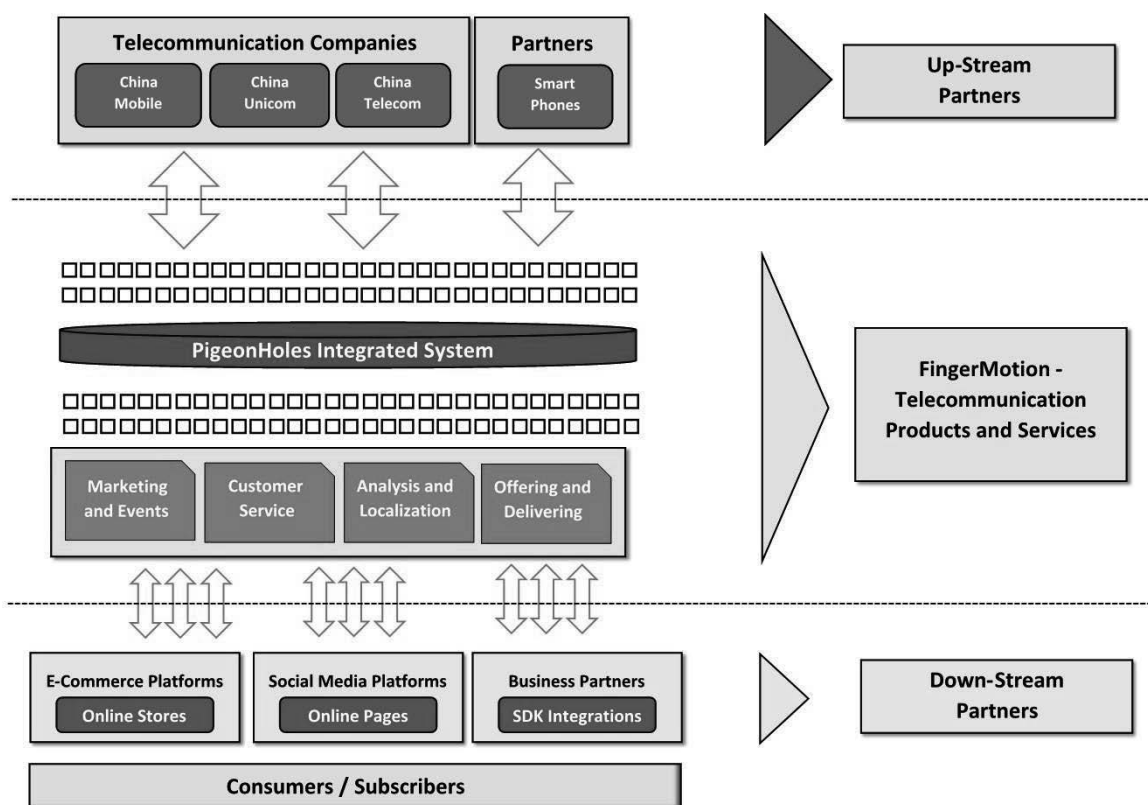 Telecommunication Companies
Partners
China
Mobile
China
Unicom
China
Telecom
Smart
Phones
Up-Stream
Partners
PigeonHoles Integrated System
FingerMotion -
Telecommunication
Products and Services
Marketing
and Events
Customer
Service
Analysis and
Localization
Offering and
Delivering
E-Commerce Platforms
Online Stores
Social Media Platforms
Online Pages
Business Partners
SDK Integrations
Down-Stream
Partners
Consumers / Subscribers